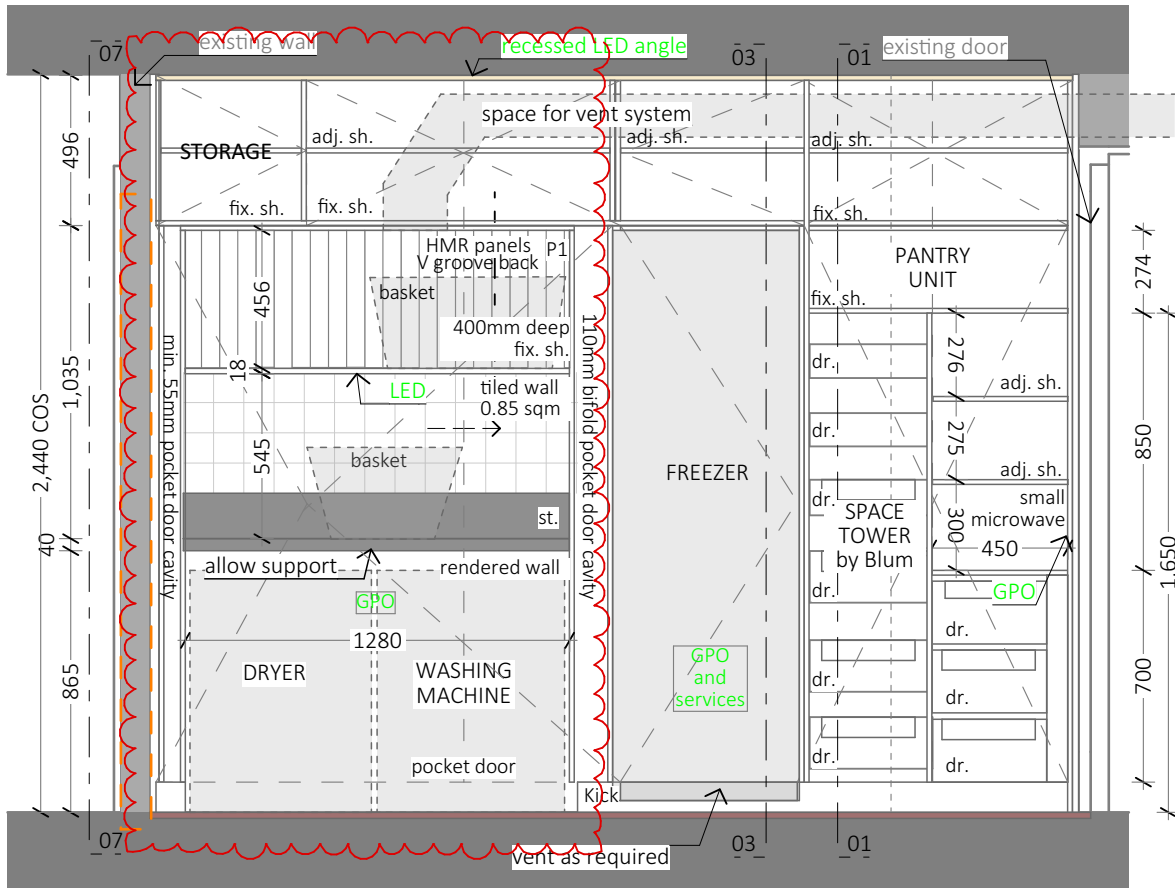 07
existing wall
recessed LED angle
03
01
existing door
space for vent system
adj. sh.
adj. sh.
adj. sh.
STORAGE
fix. sh.
fix. sh.
fix. sh.
496
HMR panels
V groove back
P1
basket
400mm deep
fix. sh.
456
18
LED
tiled wall
0.85 sqm
545
basket
st.
allow support
rendered wall
GPO
1280
DRYER
WASHING
MACHINE
pocket door
min. 55mm pocket door cavity
110mm bifold pocket door cavity
2,440 COS
1,035
40
865
FREEZER
GPO
and
services
Kick
vent as required
PANTRY
UNIT
fix. sh.
dr.
dr.
dr.
SPACE
TOWER
by Blum
dr.
dr.
dr.
276
adj. sh.
275
adj. sh.
300
small
microwave
450
GPO
dr.
dr.
dr.
274
850
1,650
700
07
03
01